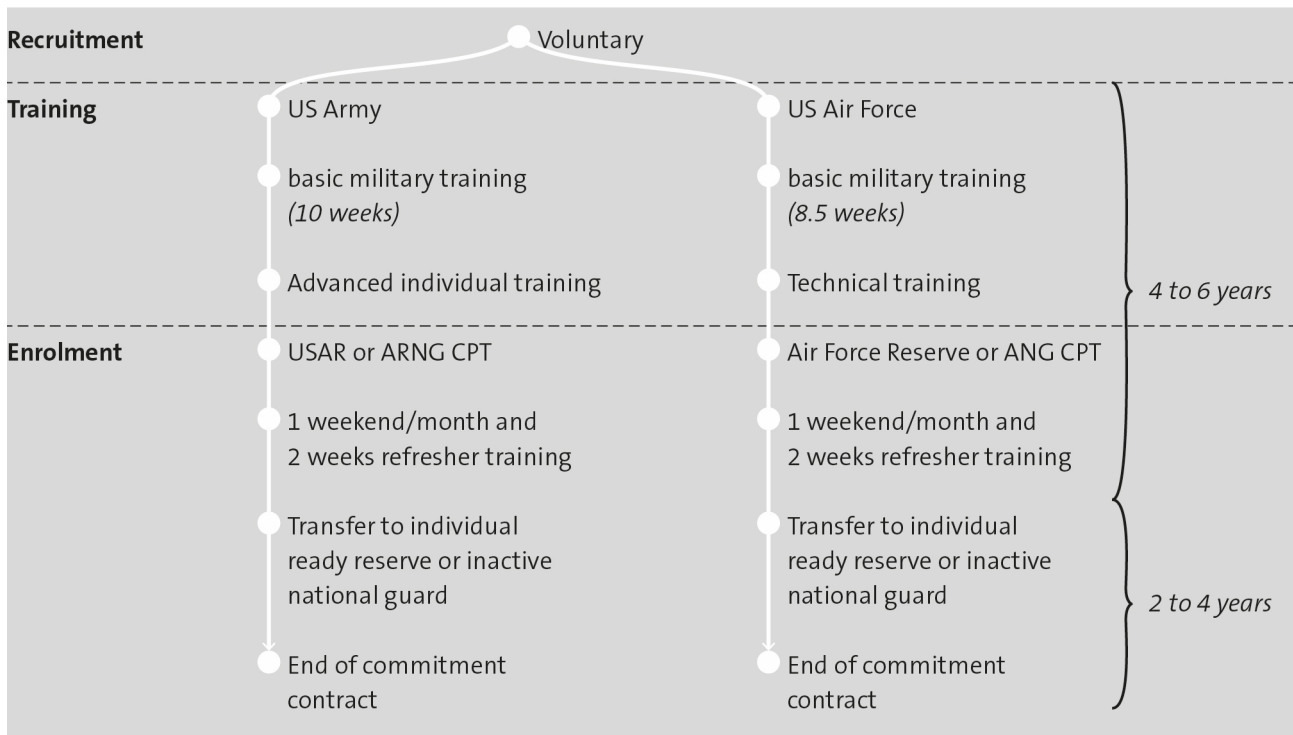 Recruitment
Voluntary
Training
US Army
US Air Force
basic military training
(10 weeks)
basic military training
(8.5 weeks)
Advanced individual training
Technical training
4 to 6 years
Enrolment
USAR or ARNG CPT
Air Force Reserve or ANG CPT
1 weekend/month and
2 weeks refresher training
1 weekend/month and
2 weeks refresher training
Transfer to individual
ready reserve or inactive
national guard
Transfer to individual
ready reserve or inactive
national guard
2 to 4 years
End of commitment
contract
End of commitment
contract